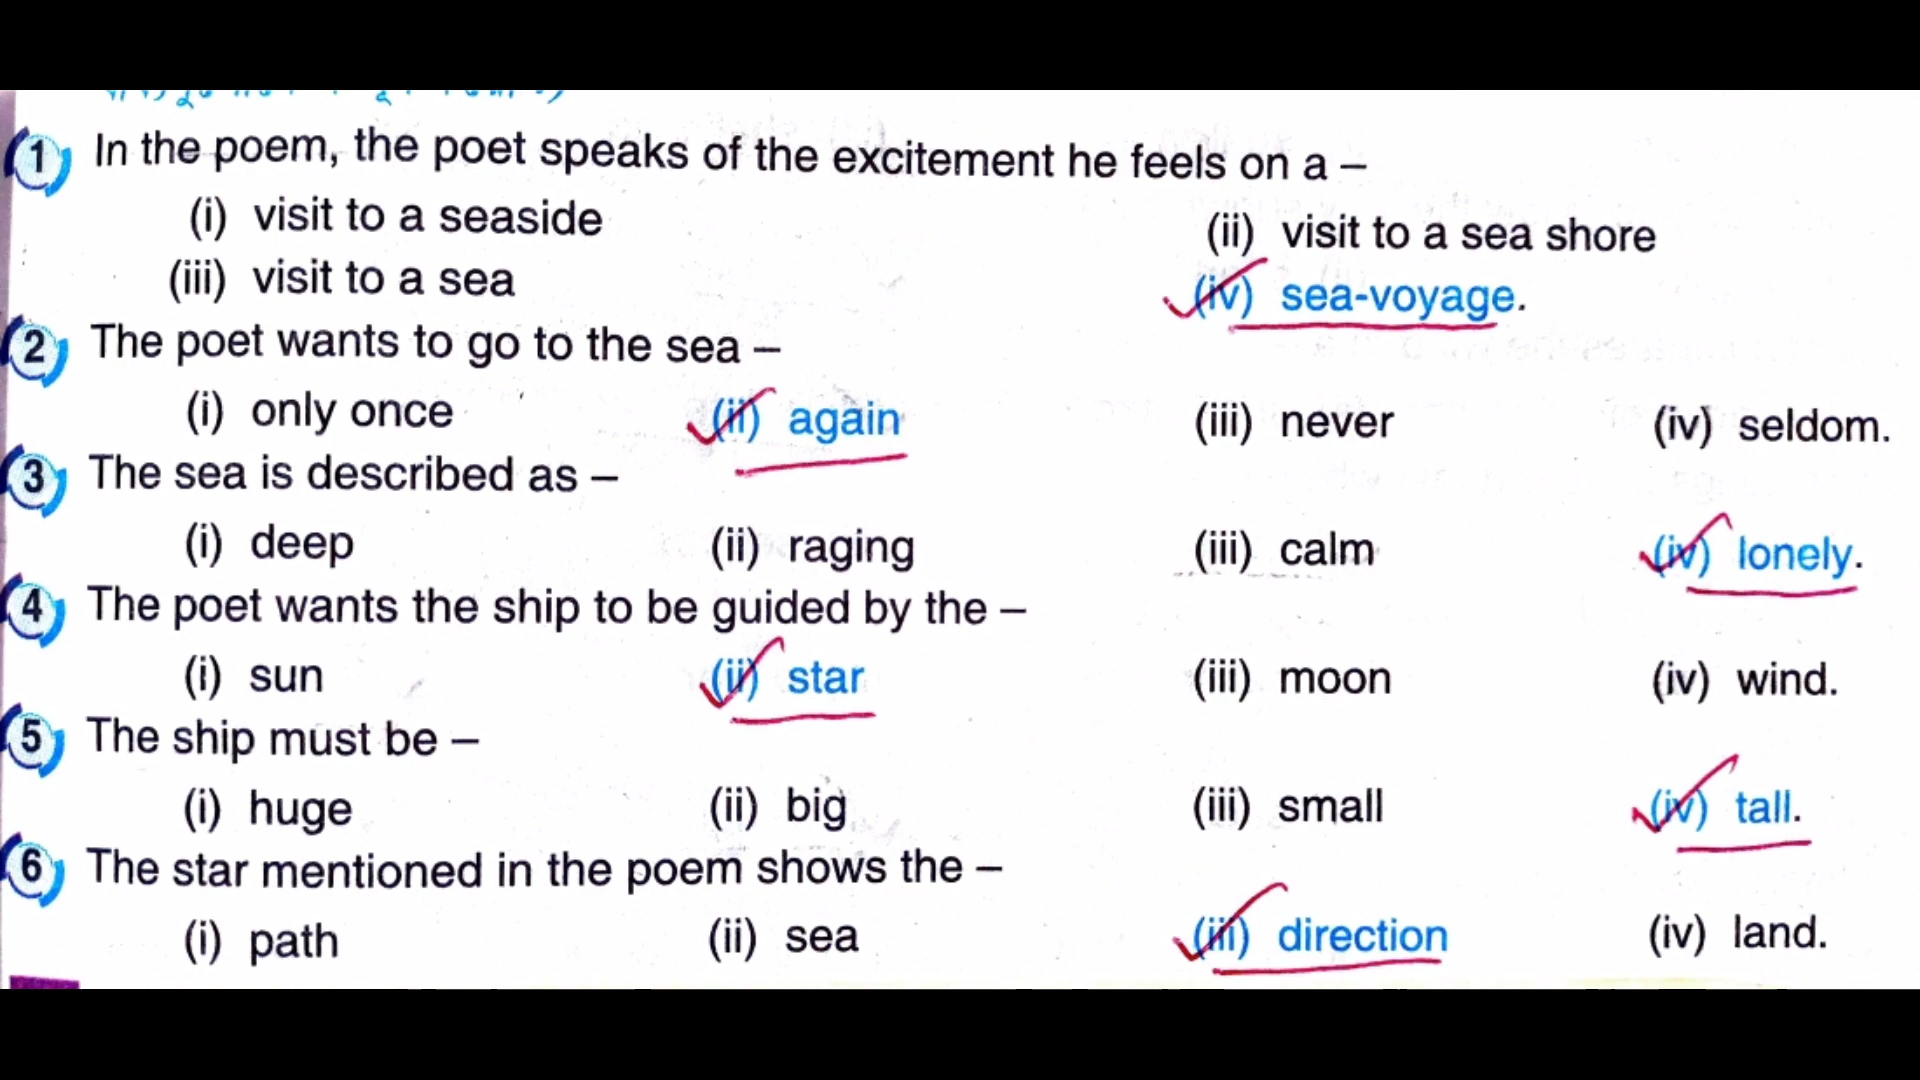 1 In the poem, the poet speaks of the excitement he feels on a –
(i) visit to a seaside (ii) visit to a sea shore
(iii) visit to a sea (iv) sea-voyage.
2 The poet wants to go to the sea –
(i) only once (ii) again (iii) never (iv) seldom.
3 The sea is described as –
(i) deep (ii) raging (iii) calm (iv) lonely.
4 The poet wants the ship to be guided by the –
(i) sun (ii) star (iii) moon (iv) wind.
5 The ship must be –
(i) huge (ii) big (iii) small (iv) tall.
6 The star mentioned in the poem shows the –
(i) path (ii) sea (iii) direction (iv) land.